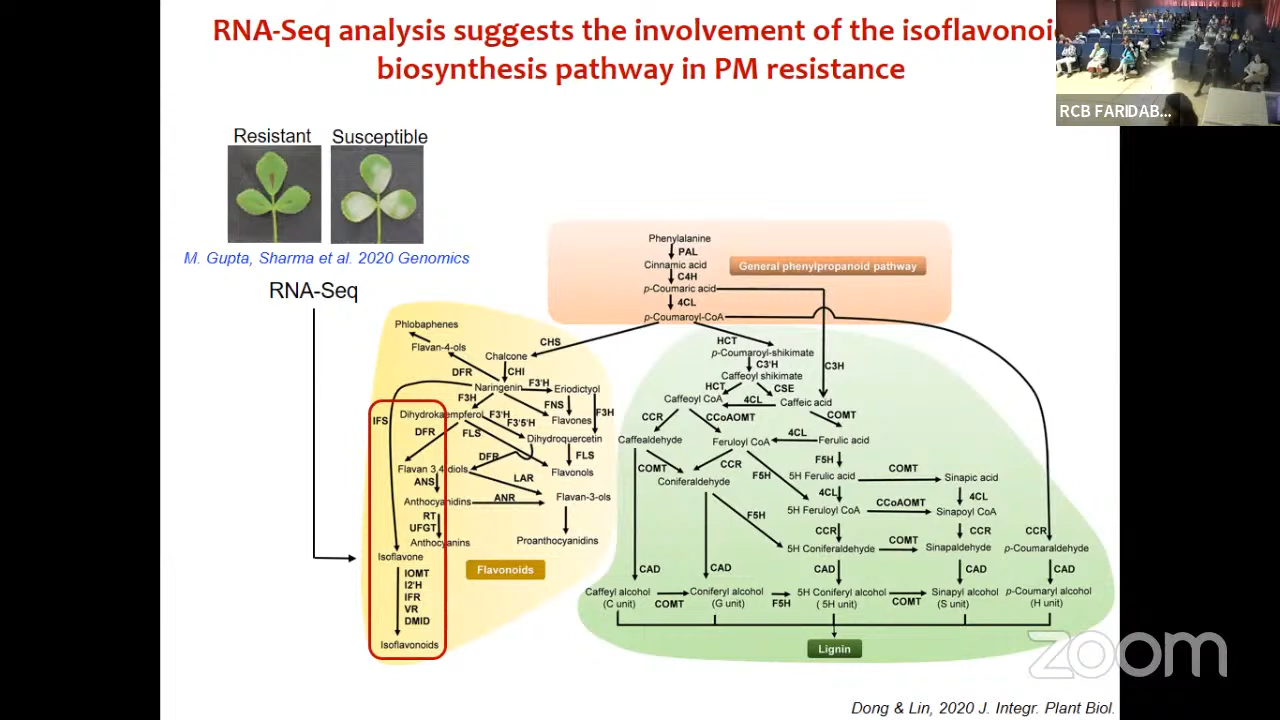 RNA-Seq analysis suggests the involvement of the isoflavonoi
biosynthesis pathway in PM resistance
RCB FARIDAB...
Resistant Susceptible
M. Gupta, Sharma et al. 2020 Genomics
RNA-Seq
Phenylalanine
PAL
Cinnamic acid
General phenylpropanoid pathway
C4H
p-Coumaric acid
4CL
p-Coumaroyl-CoA
Phlobaphenes
Flavan-4-ols
CHS
Chalcone
DFR
CHI
Naringenin
F3'H
Eriodictyol
F3H
FNS
Flavones
F3H
IFS
Dihydrokaempferol
F3'H
F3'5'H
DFR
FLS
Dihydroquercetin
DFR
FLS
Flavan 3,4 diols
Flavonols
ANS
LAR
Anthocyanidins
ANR
Flavan-3-ols
RT
UFGT
Anthocyanins
Proanthocyanidins
Isoflavone
Flavonoids
IOMT
I2'H
IFR
VR
DMID
Isoflavonoids
HCT
p-Coumaroyl-shikimate
C3'H
C3H
Caffeoyl shikimate
HCT
CSE
Caffeoyl CoA
4CL
Caffeic acid
CCR
CCoAOMT
COMT
Caffealdehyde
Feruloyl CoA
4CL
Ferulic acid
COMT
CCR
F5H
F5H
5H Ferulic acid
COMT
Sinapic acid
Coniferaldehyde
4CL
4CL
F5H
5H Feruloyl CoA
CCoAOMT
Sinapoyl CoA
CCR
CCR
CCR
5H Coniferaldehyde
COMT
Sinapaldehyde
p-Coumaraldehyde
CAD
CAD
CAD
CAD
CAD
Caffeyl alcohol
(C unit)
COMT
Coniferyl alcohol
(G unit)
F5H
5H Coniferyl alcohol
( 5H unit)
COMT
Sinapyl alcohol
(S unit)
p-Coumaryl alcohol
(H unit)
Lignin
zoom
Dong & Lin, 2020 J. Integr. Plant Biol.